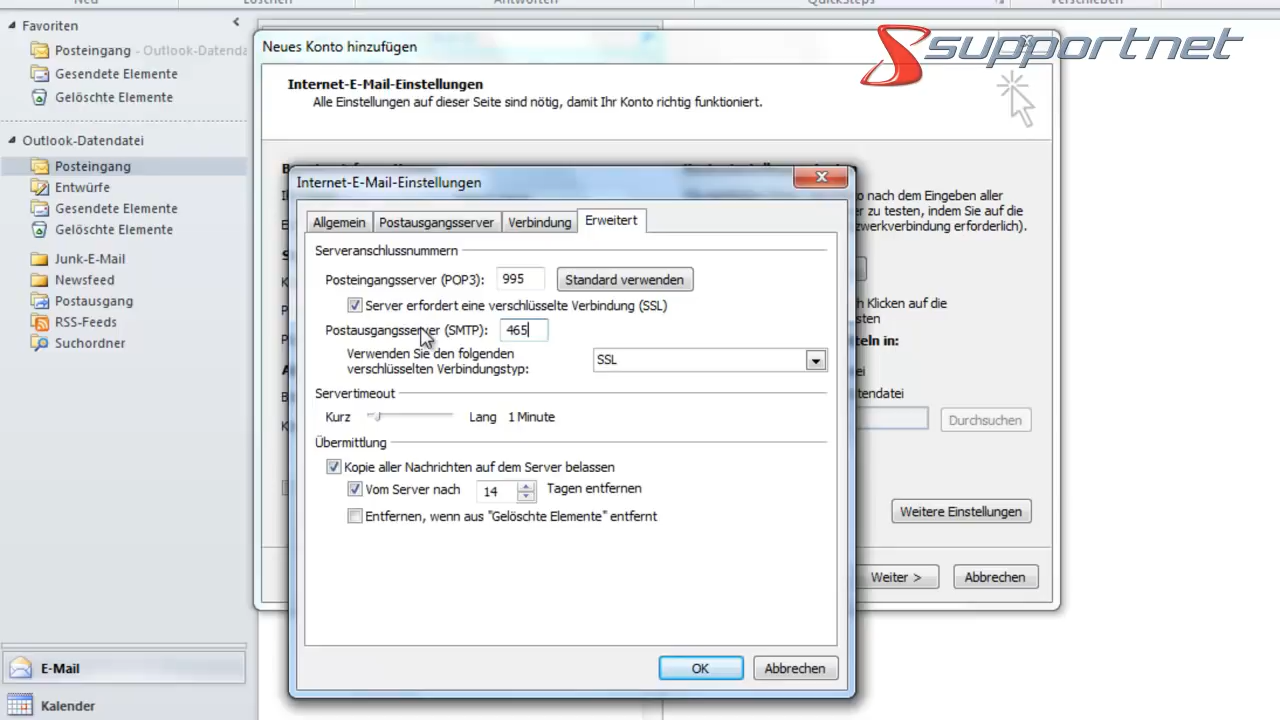 Löschen
Antworten
QuickSteps
Verschieben
Favoriten
Posteingang - Outlook-Datenda
Gesendete Elemente
Gelöschte Elemente
Outlook-Datendatei
Posteingang
Entwürfe
Gesendete Elemente
Gelöschte Elemente
Junk-E-Mail
Newsfeed
Postausgang
RSS-Feeds
Suchordner
E-Mail
Kalender
supportnet
Neues Konto hinzufügen
Internet-E-Mail-Einstellungen
Alle Einstellungen auf dieser Seite sind nötig, damit Ihr Konto richtig funktioniert.
nach dem Eingeben aller
zu testen, indem Sie auf die
erforderlich).
Klicken auf die
in:
Durchsuchen
Weitere Einstellungen
Weiter >
Abbrechen
Internet-E-Mail-Einstellungen
Allgemein
Postausgangsserver
Verbindung
Erweitert
Serveranschlussnummern
Posteingangsserver (POP3): 995 Standard verwenden
Server erfordert eine verschlüsselte Verbindung (SSL)
Postausgangsserver (SMTP): 465
Verwenden Sie den folgenden
verschlüsselten Verbindungstyp:
SSL
Servertimeout
Kurz Lang 1 Minute
Übermittlung
Kopie aller Nachrichten auf dem Server belassen
Vom Server nach 14 Tagen entfernen
Entfernen, wenn aus "Gelöschte Elemente" entfernt
OK
Abbrechen